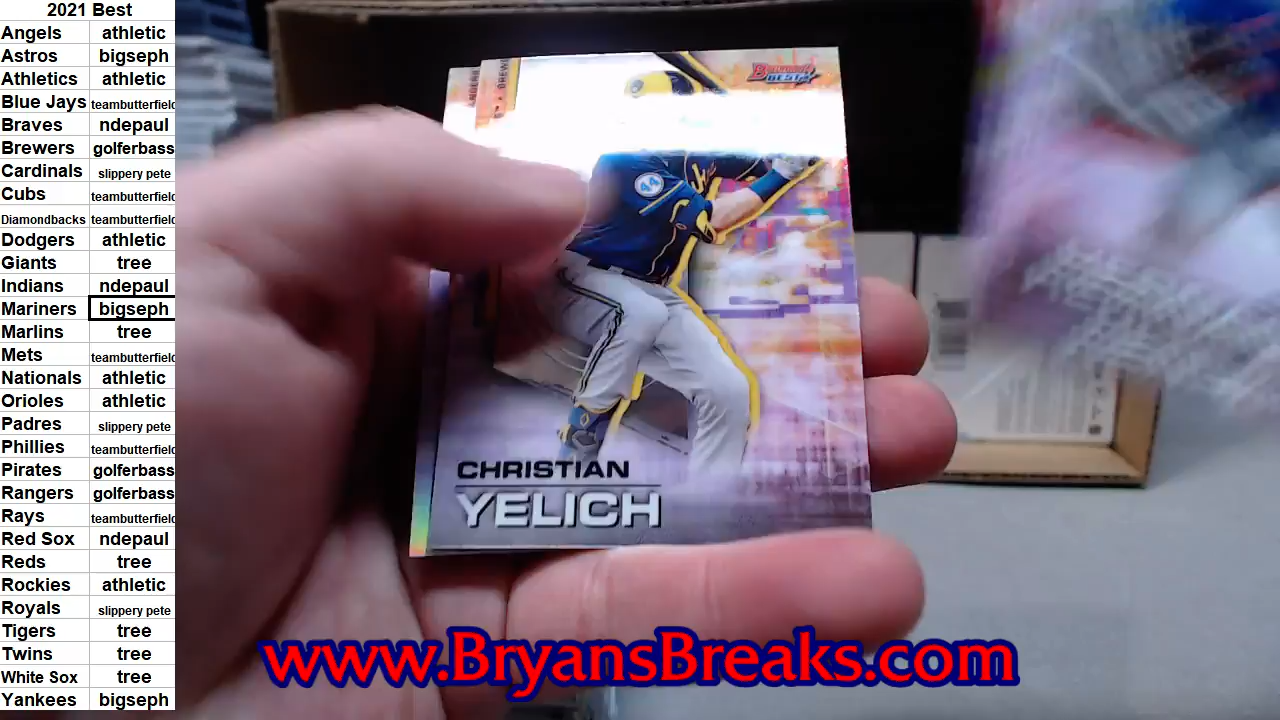 2021 Best
Angels athletic
Astros bigseph
Athletics athletic
Blue Jays teambutterfield
Braves ndepaul
Brewers golferbass
Cardinals slippery pete
Cubs teambutterfield
Diamondbacks teambutterfield
Dodgers athletic
Giants tree
Indians ndepaul
Mariners bigseph
Marlins tree
Mets teambutterfield
Nationals athletic
Orioles athletic
Padres slippery pete
Phillies teambutterfield
Pirates golferbass
Rangers golferbass
Rays teambutterfield
Red Sox ndepaul
Reds tree
Rockies athletic
Royals slippery pete
Tigers tree
Twins tree
White Sox tree
Yankees bigseph
BOWMAN'S
BEST
44
CHRISTIAN
YELICH
www.BryansBreaks.com